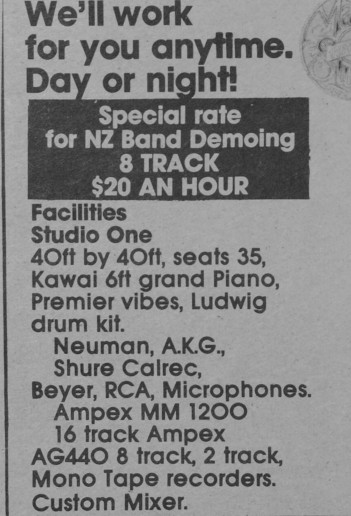 We'll work
for you anytime.
Day or night!
Special rate
for NZ Band Demoing
8 TRACK
$20 AN HOUR
Facilities
Studio One
40ft by 40ft, seats 35,
Kawai 6ft grand Piano,
Premier vibes, Ludwig
drum kit.
Neuman, A.K.G.,
Shure Calrec,
Beyer, RCA, Microphones.
Ampex MM 1200
16 track Ampex
AG440 8 track, 2 track,
Mono Tape recorders.
Custom Mixer.